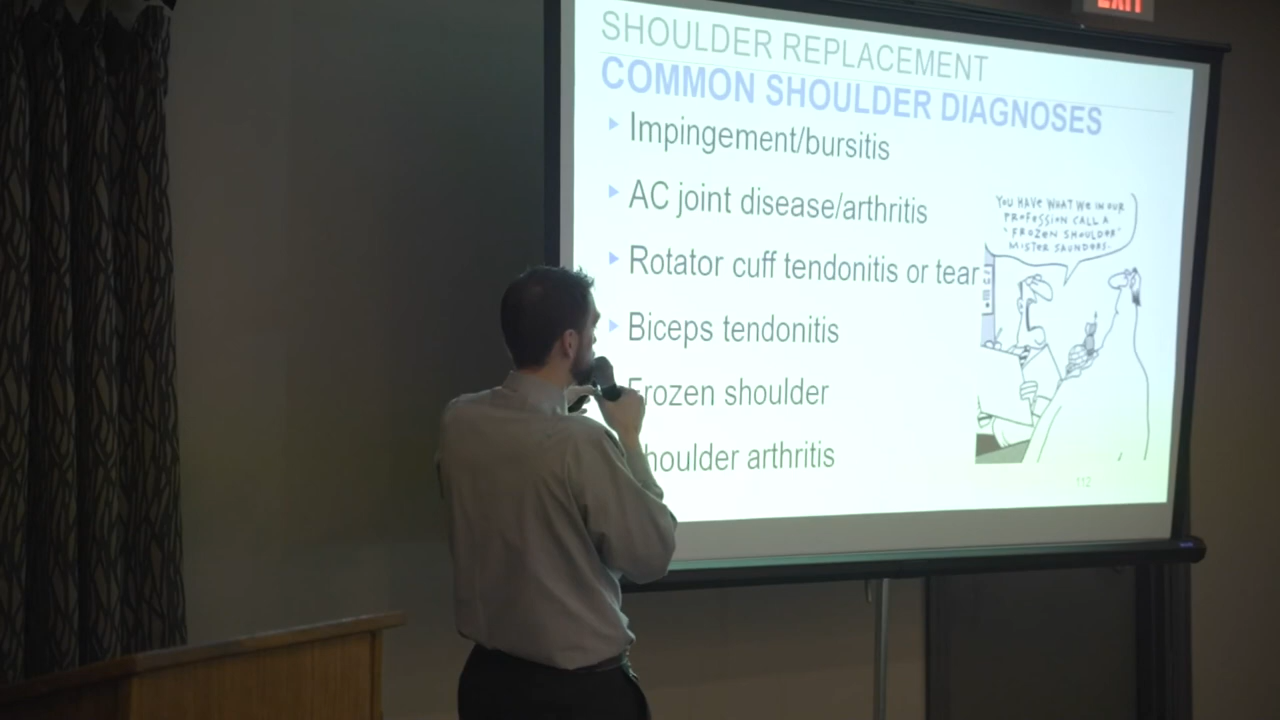 EXIT
SHOULDER REPLACEMENT
COMMON SHOULDER DIAGNOSES
Impingement/bursitis
AC joint disease/arthritis
Rotator cuff tendonitis or tear
Biceps tendonitis
Frozen shoulder
houlder arthritis
YOU HAVE WHAT WE IN OUR
PROFESSION CALL A
"FROZEN SHOULDER"
MISTER SAUNDERS.
112